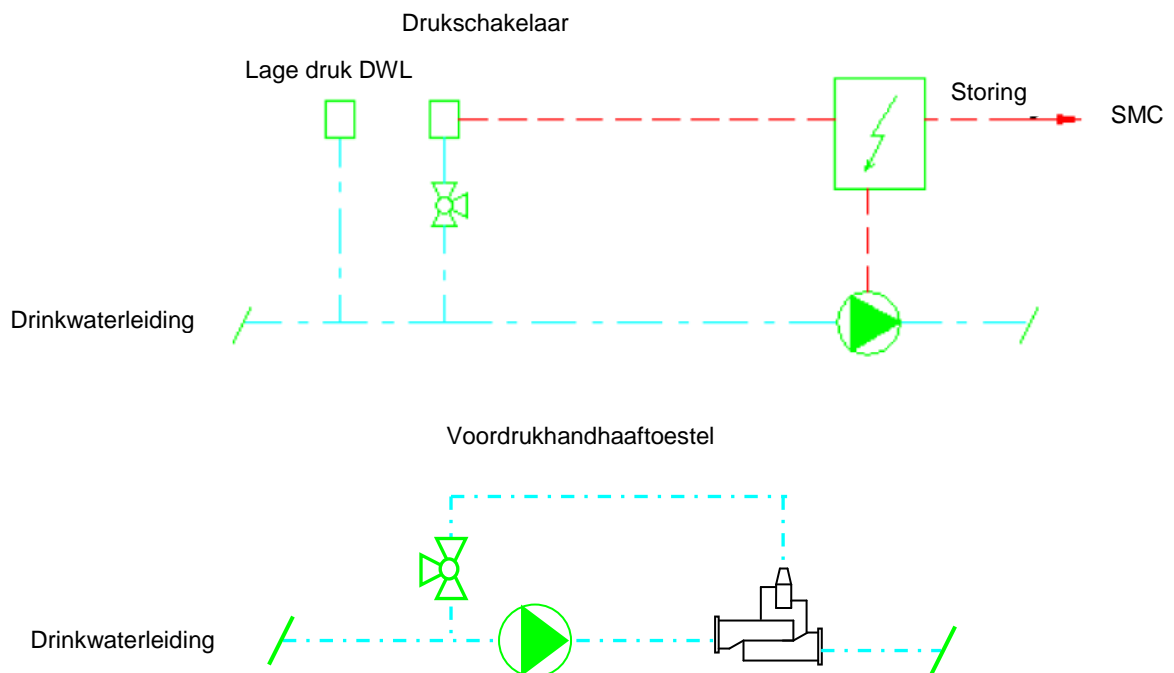 Drukschakelaar
Lage druk DWL
Storing
SMC
Drinkwaterleiding
Voordrukhandhaaftoestel
Drinkwaterleiding